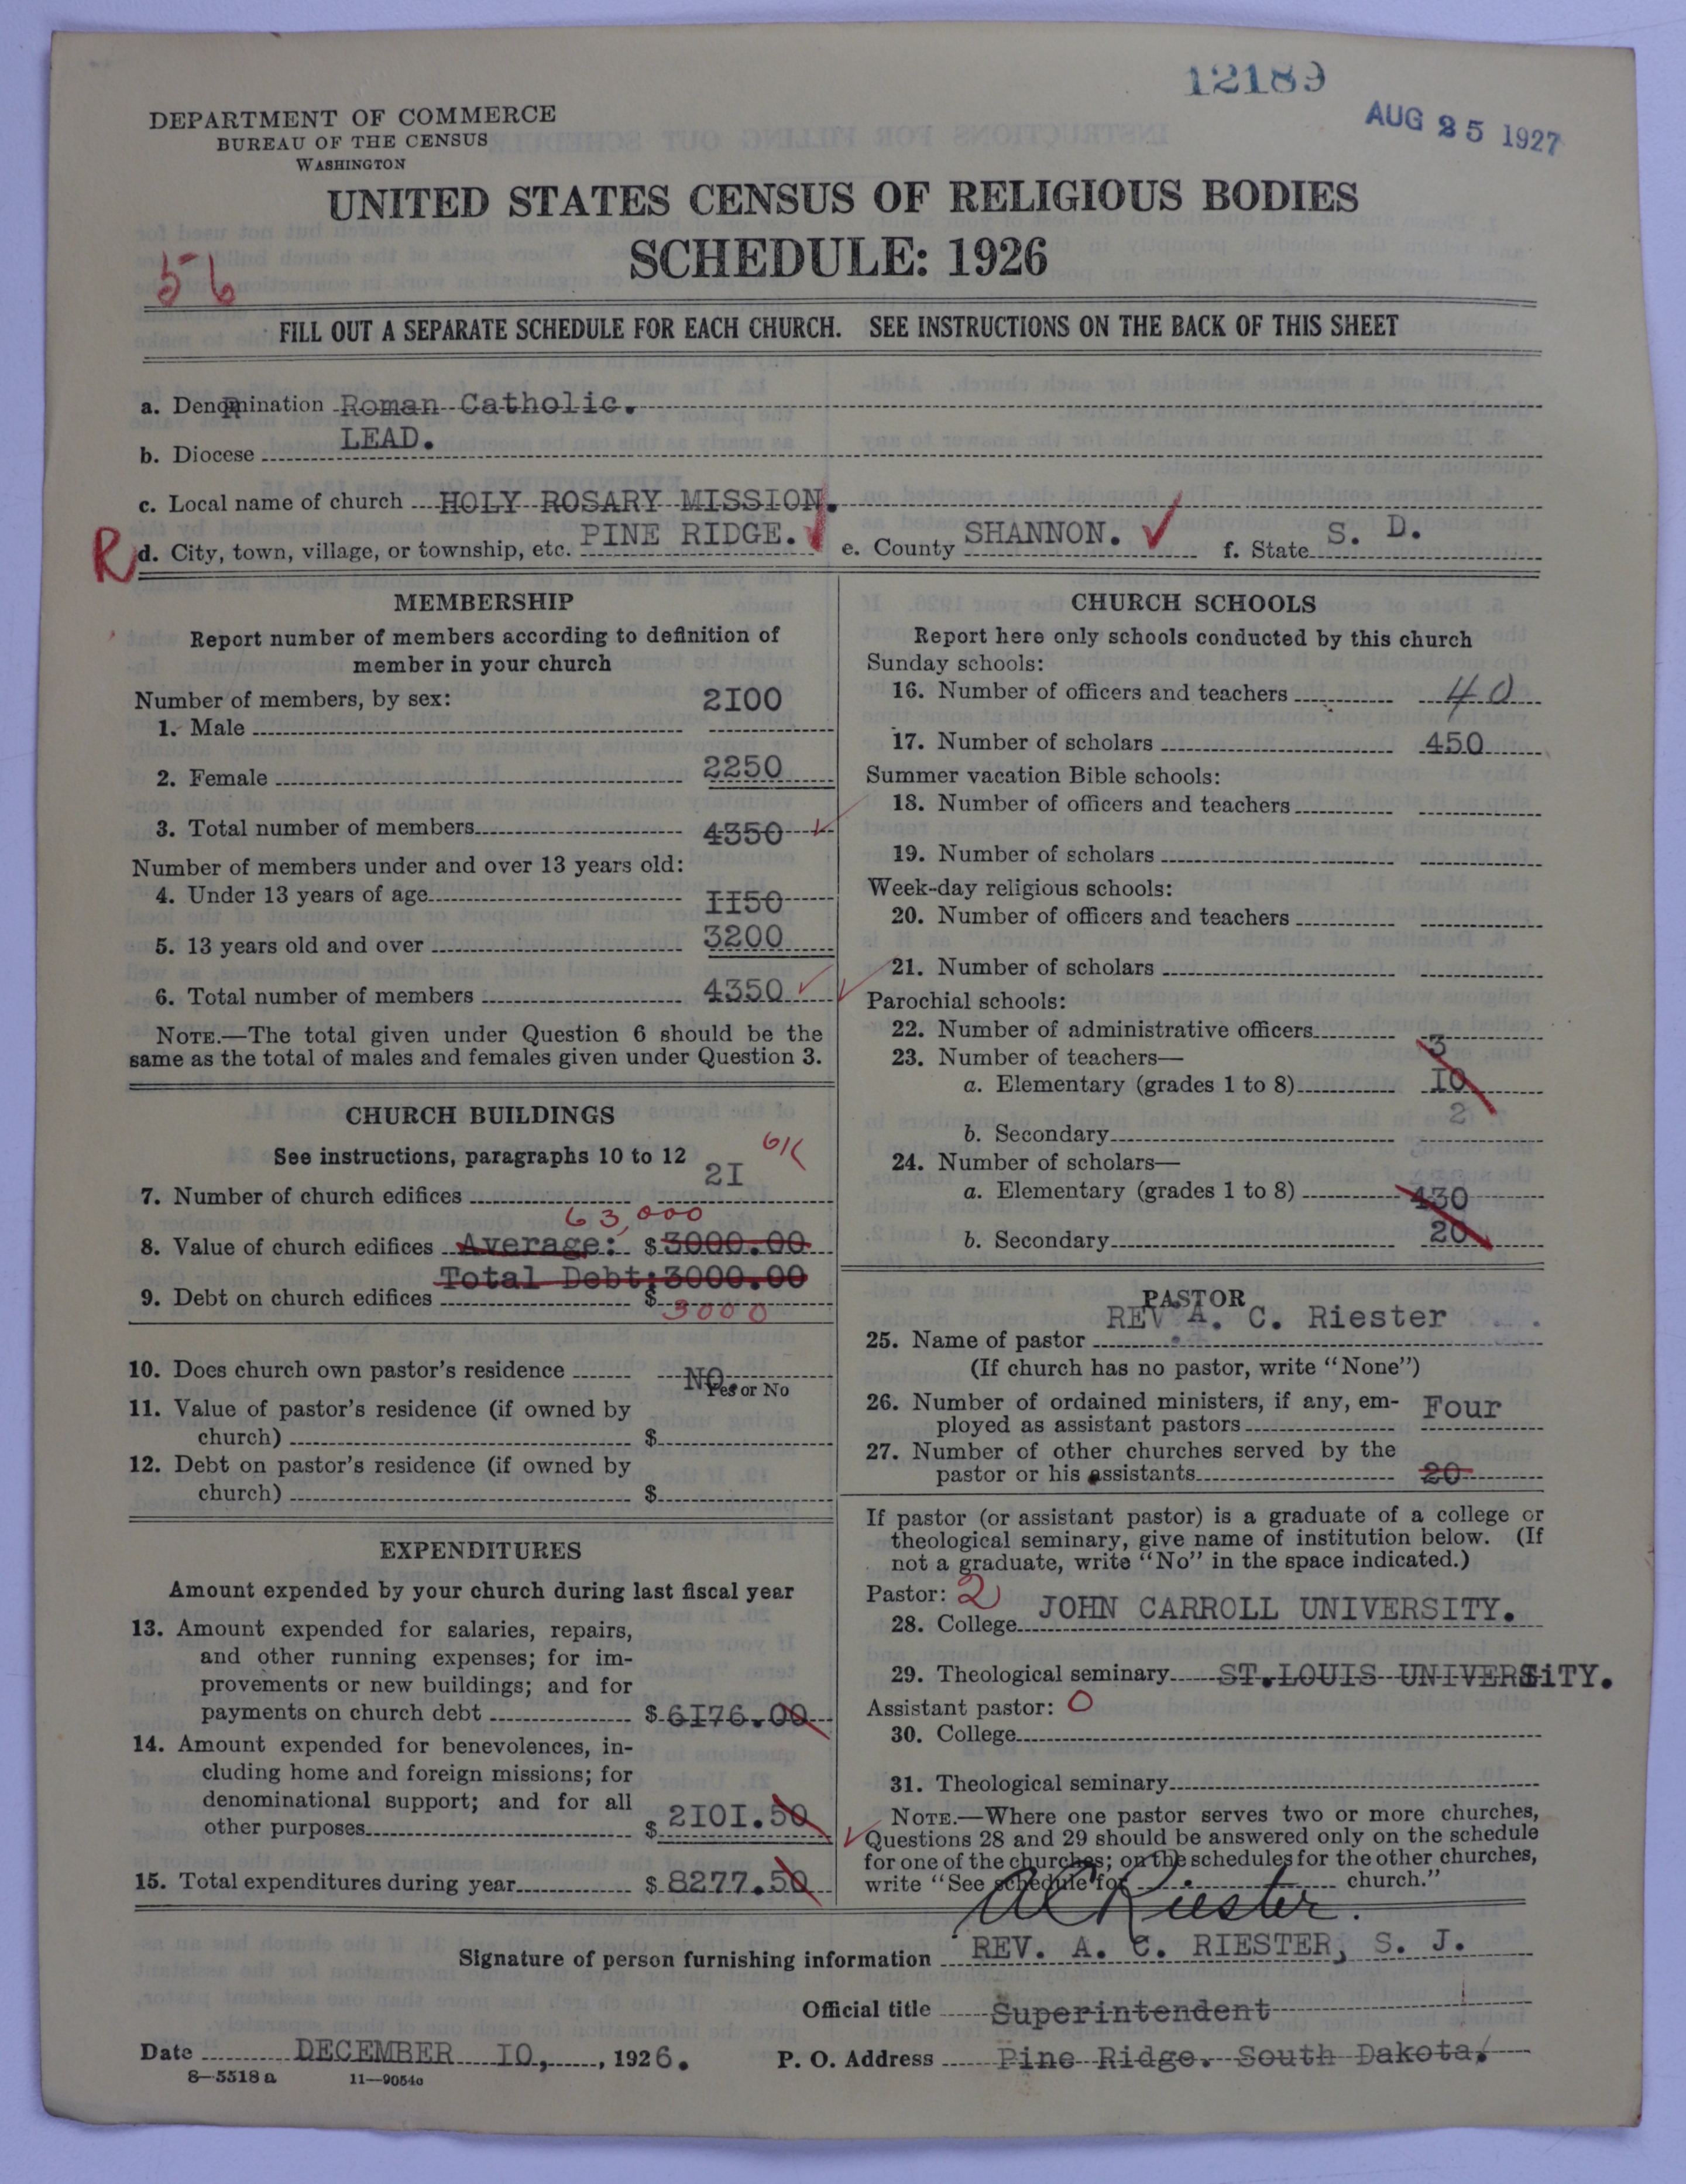 12189
AUG 25 1927
DEPARTMENT OF COMMERCE
BUREAU OF THE CENSUS
WASHINGTON
UNITED STATES CENSUS OF RELIGIOUS BODIES
SCHEDULE: 1926
56
FILL OUT A SEPARATE SCHEDULE FOR EACH CHURCH. SEE INSTRUCTIONS ON THE BACK OF THIS SHEET
a. Denomination Roman Catholic.
b. Diocese LEAD.
c. Local name of church HOLY ROSARY MISSION.
R d. City, town, village, or township, etc. PINE RIDGE. e. County SHANNON. f. State S. D.
MEMBERSHIP
Report number of members according to definition of
member in your church
Number of members, by sex:
1. Male 2I00
2. Female 2250
3. Total number of members 4350
Number of members under and over 13 years old:
4. Under 13 years of age II50
5. 13 years old and over 3200
6. Total number of members 4350
NOTE.—The total given under Question 6 should be the
same as the total of males and females given under Question 3.
CHURCH BUILDINGS
See instructions, paragraphs 10 to 12
7. Number of church edifices 2I
63,000
8. Value of church edifices Average: $ 3000.00
Total Debt: 3000.00
9. Debt on church edifices $ 3000
10. Does church own pastor's residence NO.
Yes or No
11. Value of pastor's residence (if owned by
church) $
12. Debt on pastor's residence (if owned by
church) $
EXPENDITURES
Amount expended by your church during last fiscal year
13. Amount expended for salaries, repairs,
and other running expenses; for im-
provements or new buildings; and for
payments on church debt $ 6I76.00
14. Amount expended for benevolences, in-
cluding home and foreign missions; for
denominational support; and for all
other purposes $ 2I0I.50
15. Total expenditures during year $ 8277.50
CHURCH SCHOOLS
Report here only schools conducted by this church
Sunday schools:
16. Number of officers and teachers 40
17. Number of scholars 450
Summer vacation Bible schools:
18. Number of officers and teachers
19. Number of scholars
Week-day religious schools:
20. Number of officers and teachers
21. Number of scholars
Parochial schools:
22. Number of administrative officers 3
23. Number of teachers—
a. Elementary (grades 1 to 8) I0
b. Secondary 2
24. Number of scholars—
a. Elementary (grades 1 to 8) 430
b. Secondary 20
PASTOR
25. Name of pastor REV. A. C. Riester
(If church has no pastor, write "None")
26. Number of ordained ministers, if any, em-
ployed as assistant pastors Four
27. Number of other churches served by the
pastor or his assistants 20
If pastor (or assistant pastor) is a graduate of a college or
theological seminary, give name of institution below. (If
not a graduate, write "No" in the space indicated.)
Pastor: 2
28. College JOHN CARROLL UNIVERSITY.
29. Theological seminary ST.LOUIS UNIVERSiTY.
Assistant pastor: 0
30. College
31. Theological seminary
NOTE.—Where one pastor serves two or more churches,
Questions 28 and 29 should be answered only on the schedule
for one of the churches; on the schedules for the other churches,
write "See schedule for church."
A C Riester.
Signature of person furnishing information REV. A. C. RIESTER, S. J.
Official title Superintendent
Date DECEMBER I0, , 1926. P. O. Address Pine Ridge. South Dakota.
8—5518 a 11—9054a